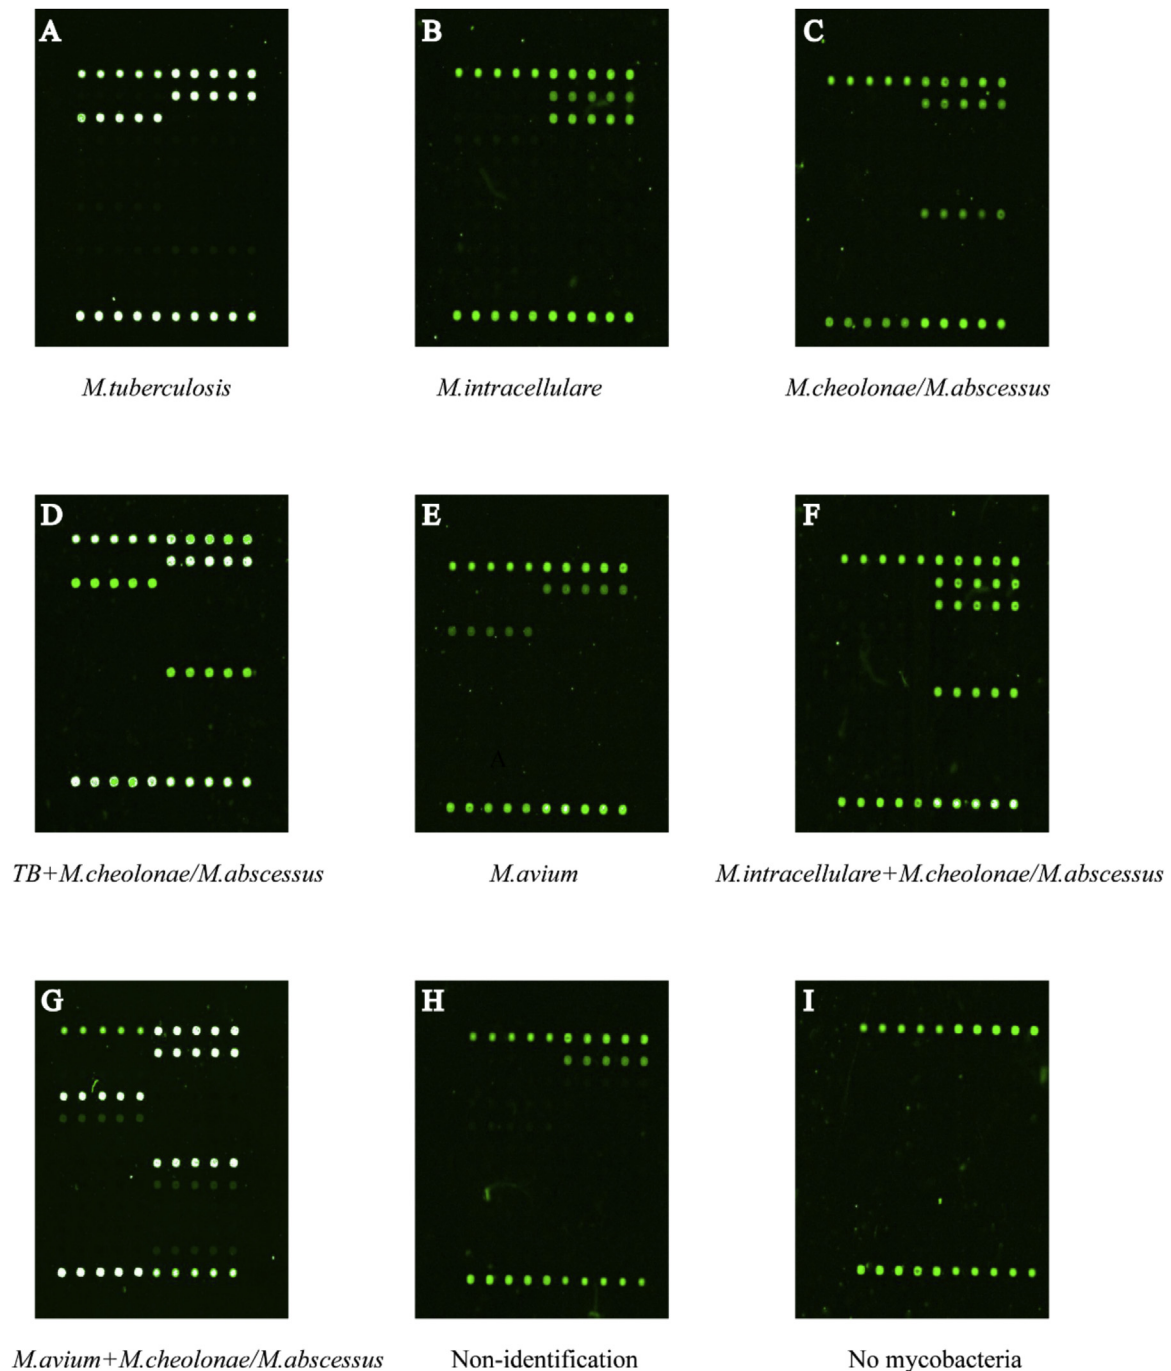 A
B
C
M.tuberculosis
M.intracellulare
M.cheolonae/M.abscessus
D
E
F
A
TB+M.cheolonae/M.abscessus
M.avium
M.intracellulare+M.cheolonae/M.abscessus
G
H
I
M.avium+M.cheolonae/M.abscessus
Non-identification
No mycobacteria